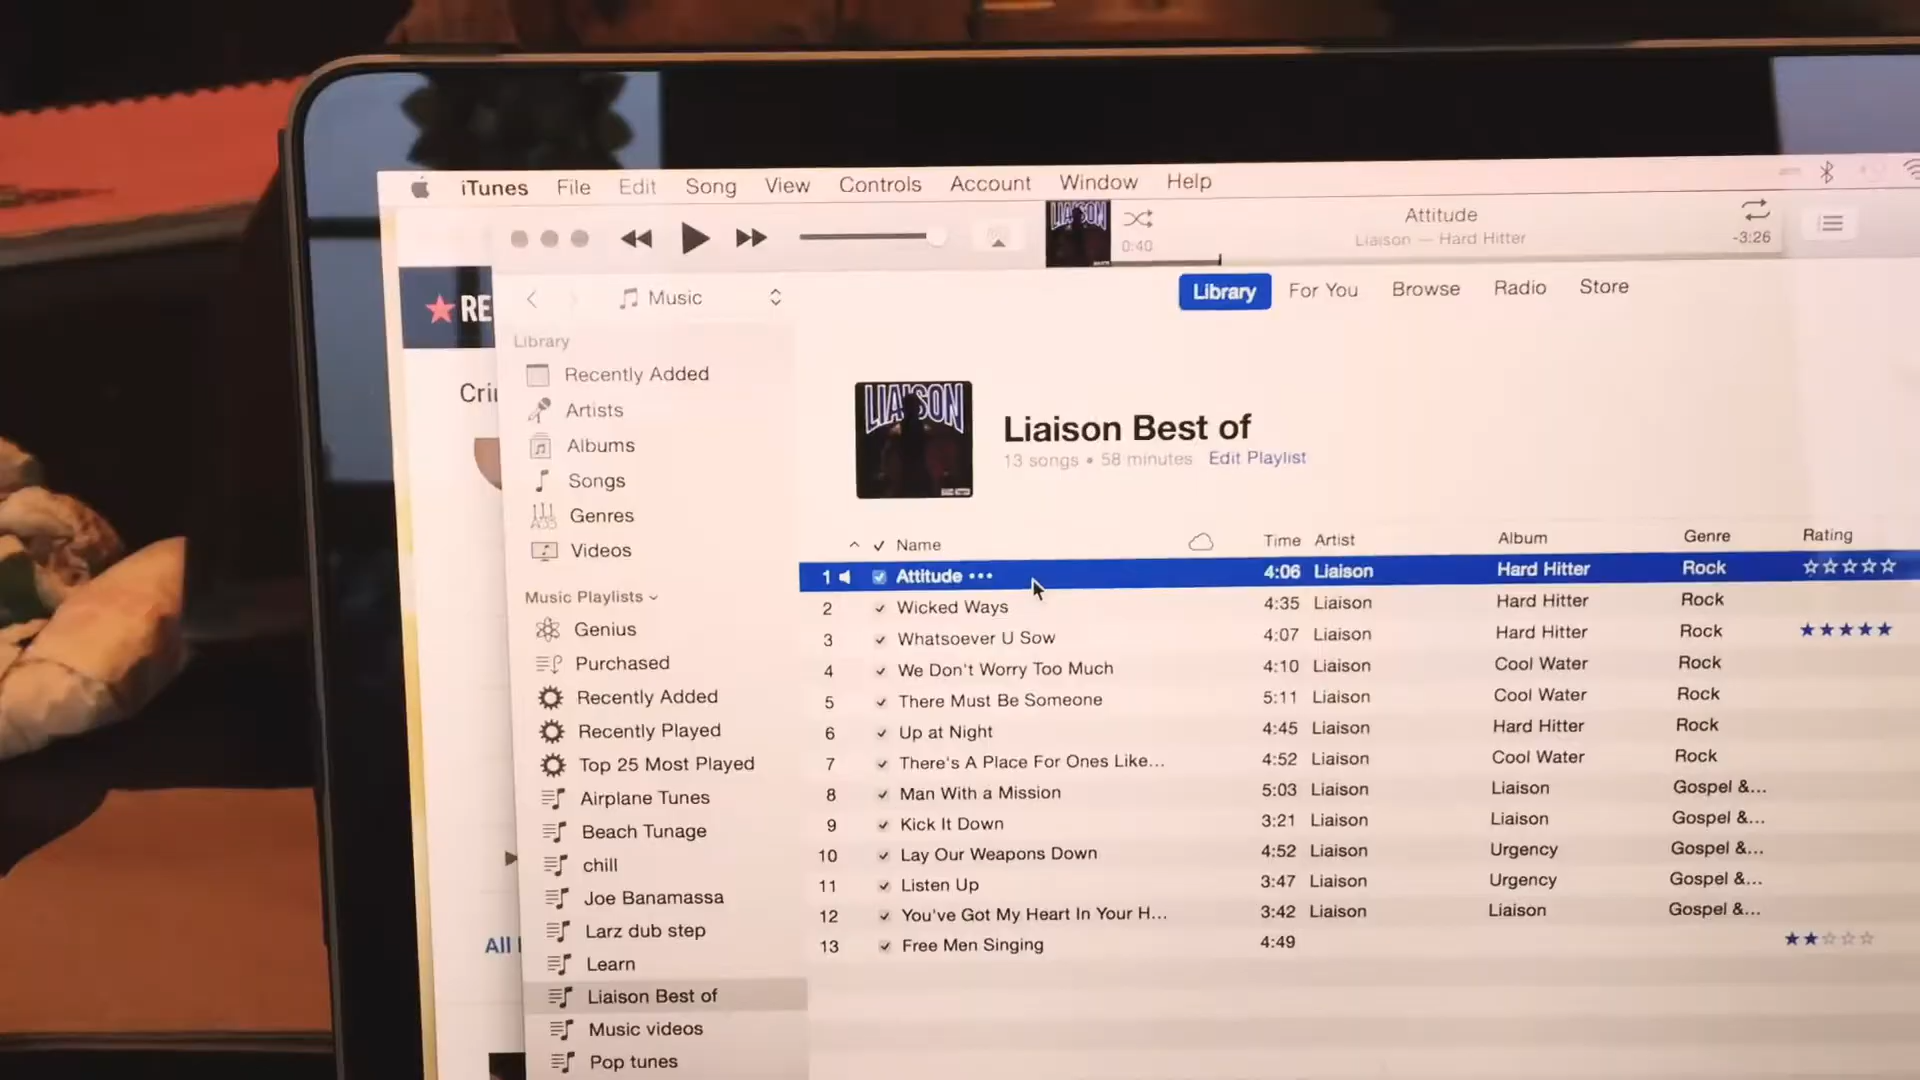 iTunes File Edit Song View Controls Account Window Help
Attitude
Liaison — Hard Hitter
0:40
-3:26
LIAISON
RE
Music
Library For You Browse Radio Store
Library
Recently Added
Artists
Albums
Songs
Genres
Videos
Music Playlists
Genius
Purchased
Recently Added
Recently Played
Top 25 Most Played
Airplane Tunes
Beach Tunage
chill
Joe Banamassa
Larz dub step
Learn
Liaison Best of
Music videos
Pop tunes
All
LIAISON
Liaison Best of
13 songs • 58 minutes Edit Playlist
Name Time Artist Album Genre Rating
1 Attitude ••• 4:06 Liaison Hard Hitter Rock ☆☆☆☆☆
2 Wicked Ways 4:35 Liaison Hard Hitter Rock
3 Whatsoever U Sow 4:07 Liaison Hard Hitter Rock ★★★★★
4 We Don't Worry Too Much 4:10 Liaison Cool Water Rock
5 There Must Be Someone 5:11 Liaison Cool Water Rock
6 Up at Night 4:45 Liaison Hard Hitter Rock
7 There's A Place For Ones Like... 4:52 Liaison Cool Water Rock
8 Man With a Mission 5:03 Liaison Liaison Gospel &...
9 Kick It Down 3:21 Liaison Liaison Gospel &...
10 Lay Our Weapons Down 4:52 Liaison Urgency Gospel &...
11 Listen Up 3:47 Liaison Urgency Gospel &...
12 You've Got My Heart In Your H... 3:42 Liaison Liaison Gospel &...
13 Free Men Singing 4:49 ★★☆☆☆